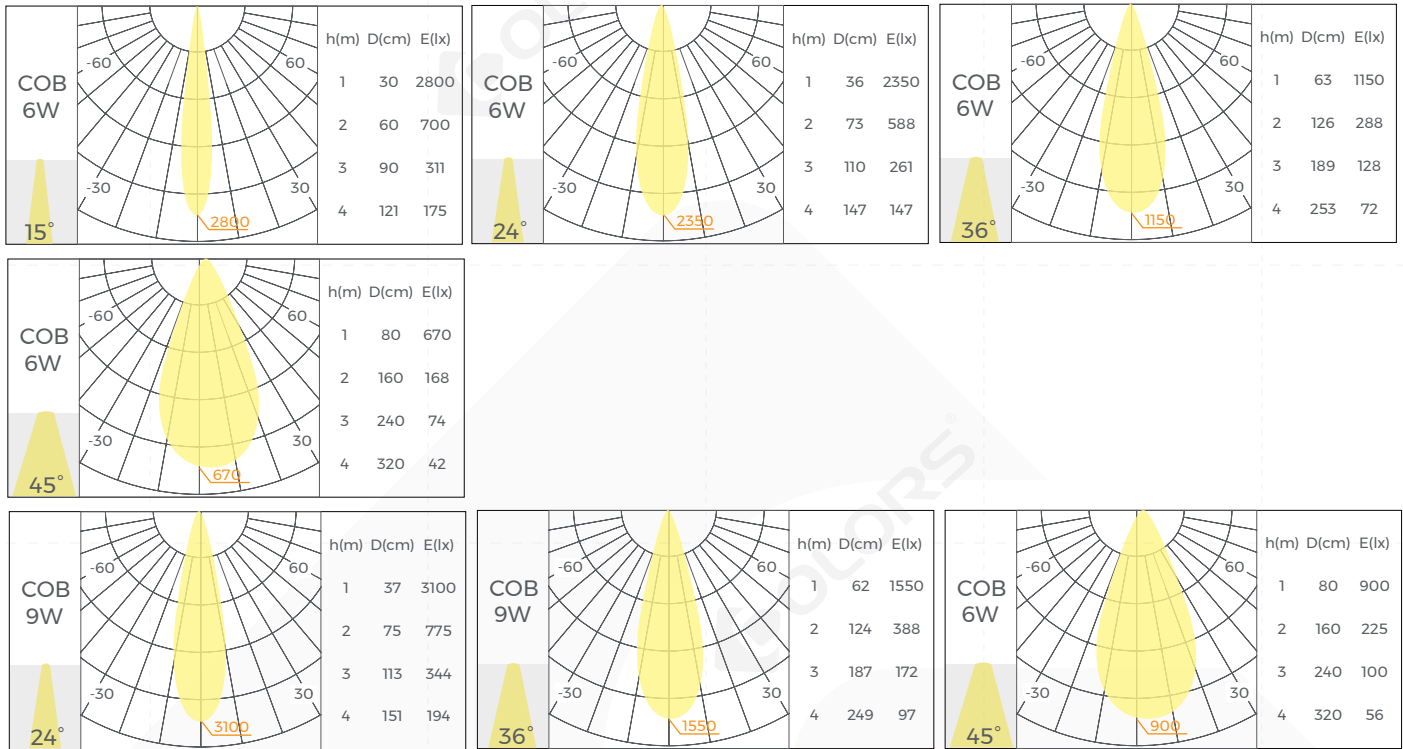 COB
6W
15°
-60
60
-30
30
2800
h(m) D(cm) E(lx)
1 30 2800
2 60 700
3 90 311
4 121 175
COB
6W
24°
-60
60
-30
30
2350
h(m) D(cm) E(lx)
1 36 2350
2 73 588
3 110 261
4 147 147
COB
6W
36°
-60
60
-30
30
1150
h(m) D(cm) E(lx)
1 63 1150
2 126 288
3 189 128
4 253 72
COB
6W
45°
-60
60
-30
30
670
h(m) D(cm) E(lx)
1 80 670
2 160 168
3 240 74
4 320 42
COB
9W
24°
-60
60
-30
30
3100
h(m) D(cm) E(lx)
1 37 3100
2 75 775
3 113 344
4 151 194
COB
9W
36°
-60
60
-30
30
1550
h(m) D(cm) E(lx)
1 62 1550
2 124 388
3 187 172
4 249 97
COB
6W
45°
-60
60
-30
30
900
h(m) D(cm) E(lx)
1 80 900
2 160 225
3 240 100
4 320 56
OLORS